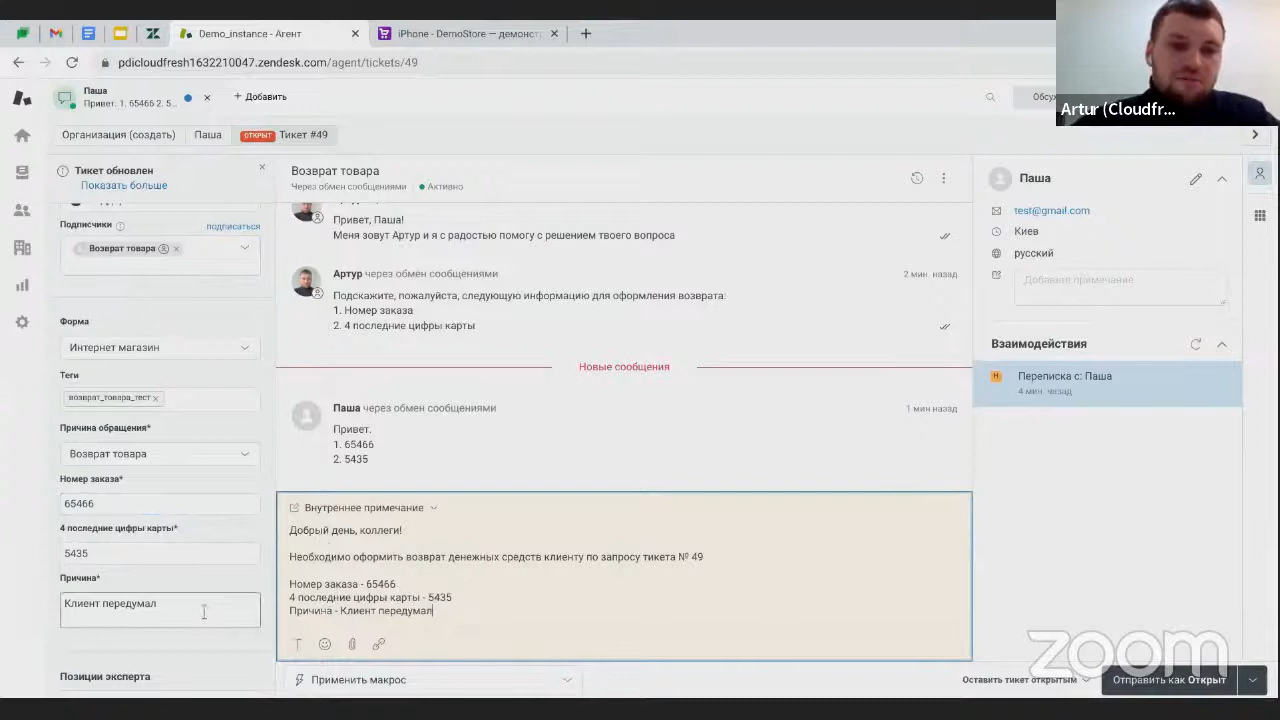 Demo_instance - Агент
iPhone - DemoStore — демонст
pdicloudfresh1632210047.zendesk.com/agent/tickets/49
Паша
Привет. 1. 65466 2. 5...
+ Добавить
Обсу
Artur (Cloudfr...
Организация (создать)
Паша
ОТКРЫТ Тикет #49
Тикет обновлен
Показать больше
Подписчики
подписаться
Возврат товара
Форма
Интернет магазин
Теги
возврат_товара_тест
Причина обращения*
Возврат товара
Номер заказа*
65466
4 последние цифры карты*
5435
Причина*
Клиент передумал
Позиции эксперта
Возврат товара
Через обмен сообщениями
Активно
Привет, Паша!
Меня зовут Артур и я с радостью помогу с решением твоего вопроса
Артур через обмен сообщениями
2 мин. назад
Подскажите, пожалуйста, следующую информацию для оформления возврата:
1. Номер заказа
2. 4 последние цифры карты
Новые сообщения
Паша через обмен сообщениями
1 мин назад
Привет.
1. 65466
2. 5435
Внутреннее примечание
Добрый день, коллеги!
Необходимо оформить возврат денежных средств клиенту по запросу тикета № 49
Номер заказа - 65466
4 последние цифры карты - 5435
Причина - Клиент передумал
Применить макрос
Оставить тикет открытым
Отправить как Открыт
Паша
test@gmail.com
Киев
русский
Добавьте примечание
Взаимодействия
Переписка с: Паша
4 мин. назад
zoom